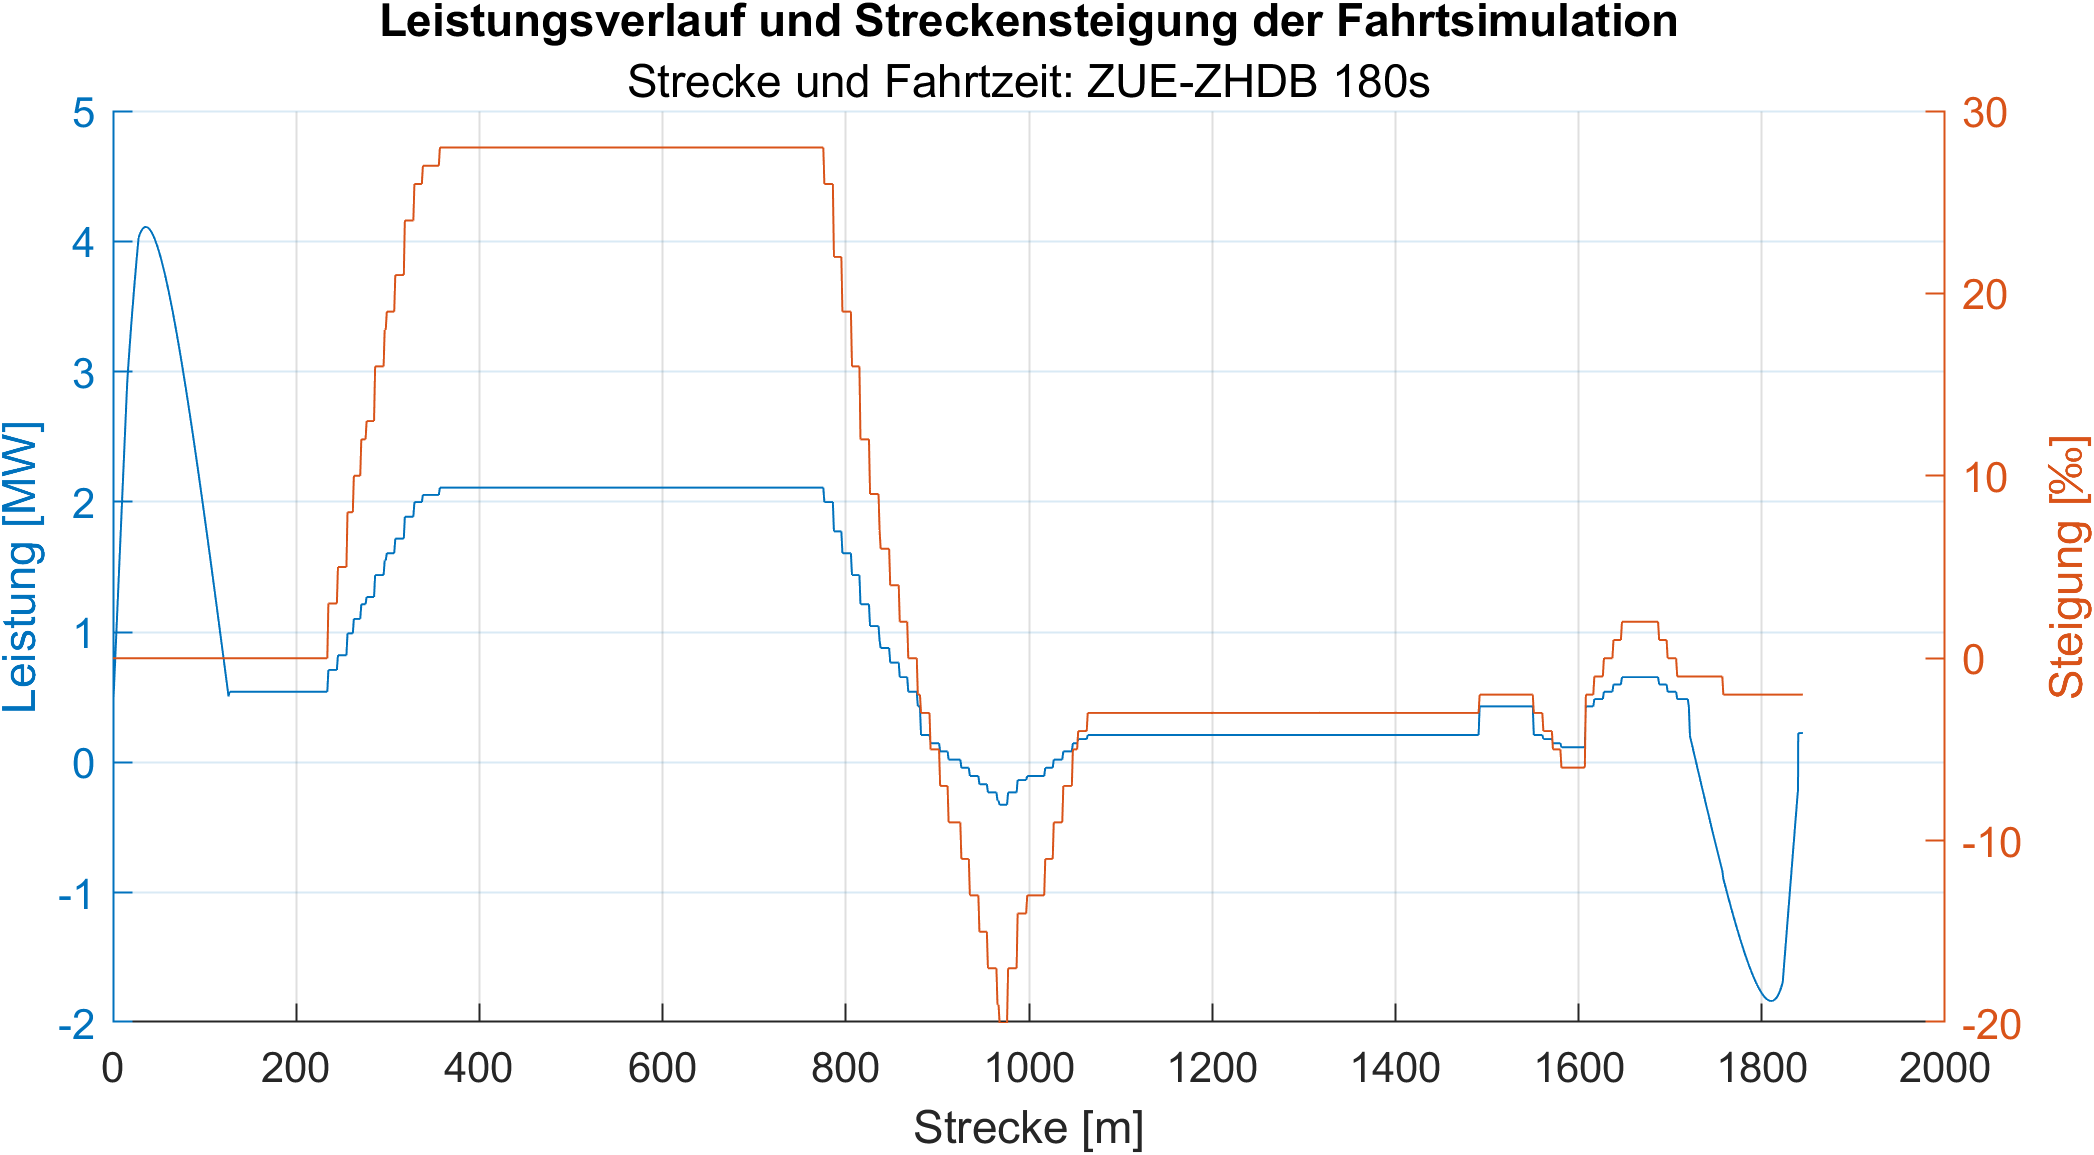 Leistungsverlauf und Streckensteigung der Fahrtsimulation
Strecke und Fahrtzeit: ZUE-ZHDB 180s
5
4
3
2
1
0
-1
-2
Leistung [MW]
30
20
10
0
-10
-20
Steigung [‰]
0 200 400 600 800 1000 1200 1400 1600 1800 2000
Strecke [m]